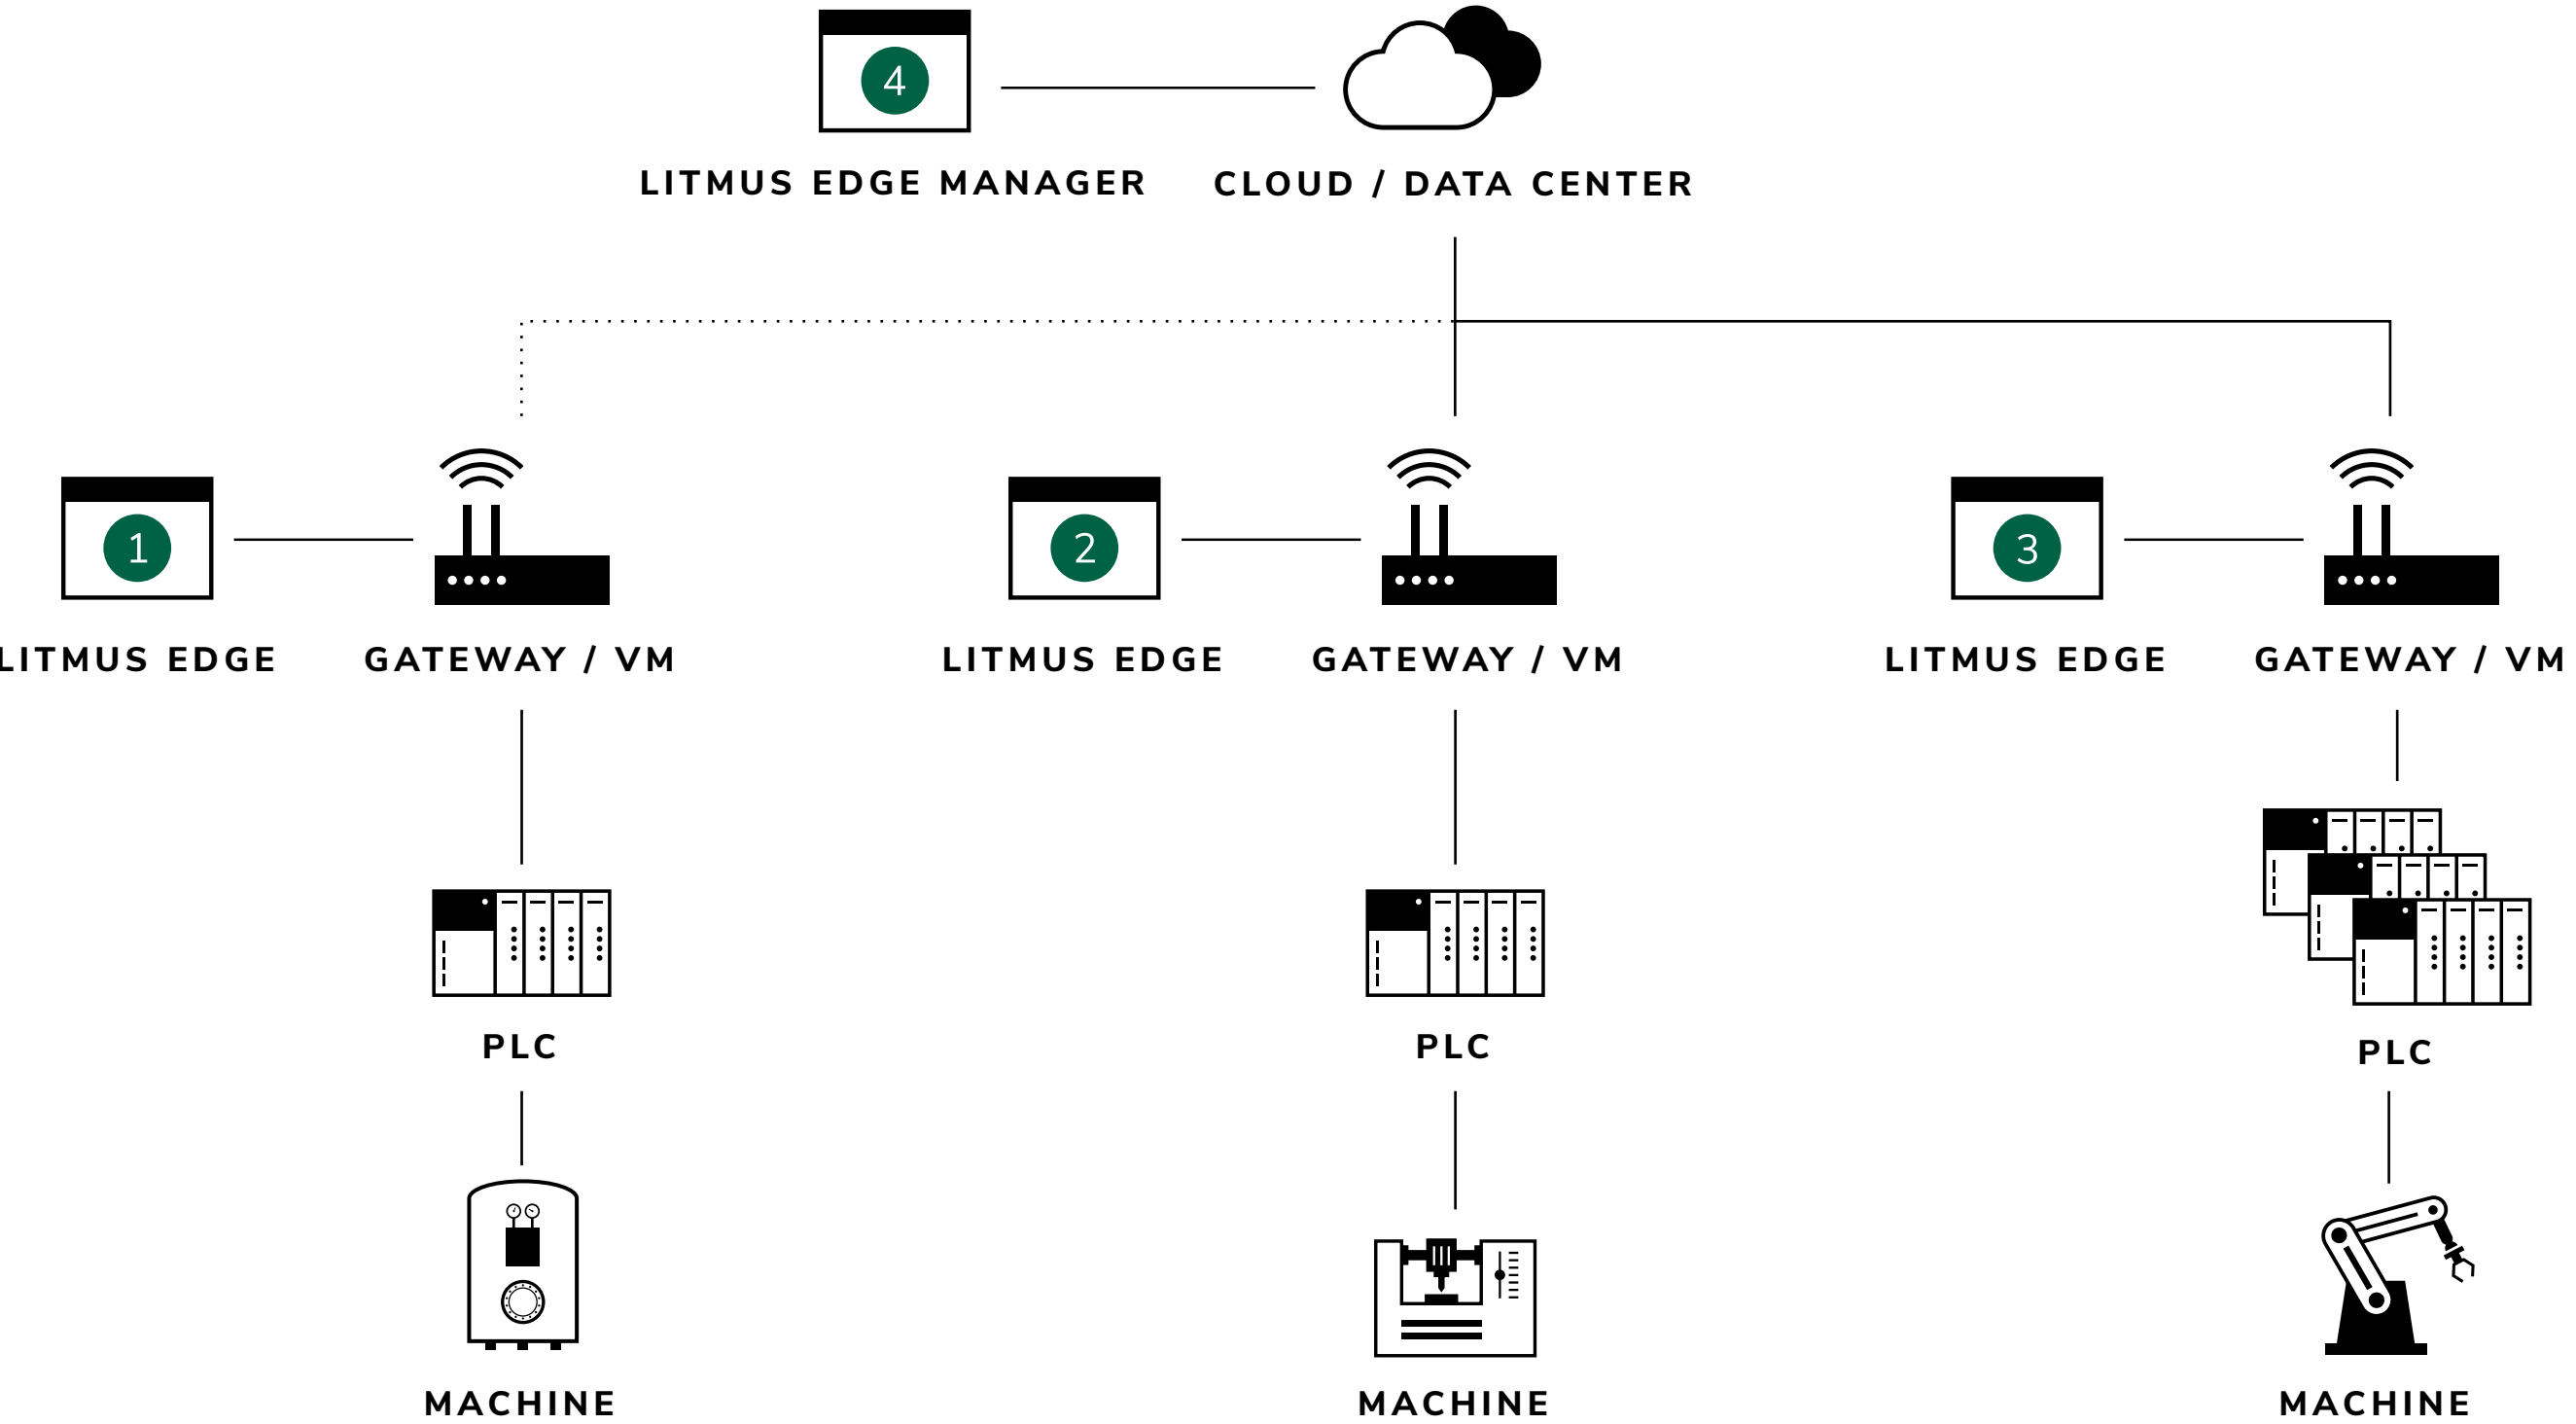 4
LITMUS EDGE MANAGER
CLOUD / DATA CENTER
1
2
3
LITMUS EDGE
GATEWAY / VM
LITMUS EDGE
GATEWAY / VM
LITMUS EDGE
GATEWAY / VM
PLC
PLC
PLC
MACHINE
MACHINE
MACHINE